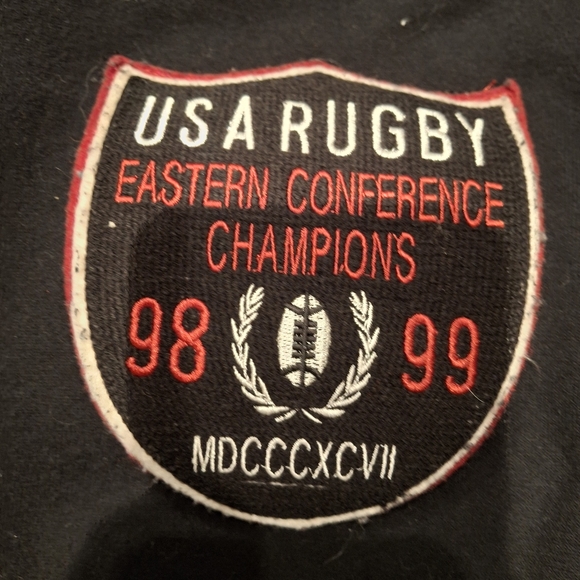 USA RUGBY
EASTERN CONFERENCE
CHAMPIONS
98 99
MDCCCXCVII